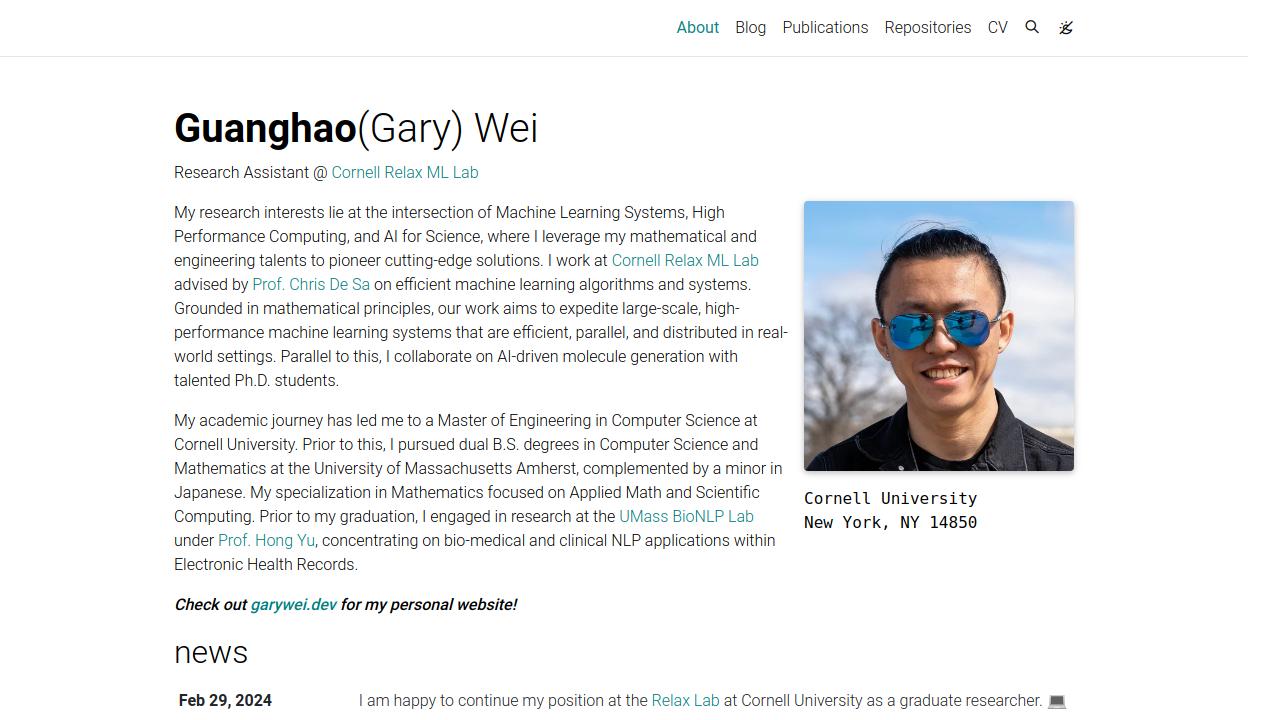 About Blog Publications Repositories CV
Guanghao(Gary) Wei
Research Assistant @ Cornell Relax ML Lab
My research interests lie at the intersection of Machine Learning Systems, High
Performance Computing, and AI for Science, where I leverage my mathematical and
engineering talents to pioneer cutting-edge solutions. I work at Cornell Relax ML Lab
advised by Prof. Chris De Sa on efficient machine learning algorithms and systems.
Grounded in mathematical principles, our work aims to expedite large-scale, high-
performance machine learning systems that are efficient, parallel, and distributed in real-
world settings. Parallel to this, I collaborate on AI-driven molecule generation with
talented Ph.D. students.
My academic journey has led me to a Master of Engineering in Computer Science at
Cornell University. Prior to this, I pursued dual B.S. degrees in Computer Science and
Mathematics at the University of Massachusetts Amherst, complemented by a minor in
Japanese. My specialization in Mathematics focused on Applied Math and Scientific
Computing. Prior to my graduation, I engaged in research at the UMass BioNLP Lab
under Prof. Hong Yu, concentrating on bio-medical and clinical NLP applications within
Electronic Health Records.
Cornell University
New York, NY 14850
Check out garywei.dev for my personal website!
news
Feb 29, 2024 I am happy to continue my position at the Relax Lab at Cornell University as a graduate researcher. 💻